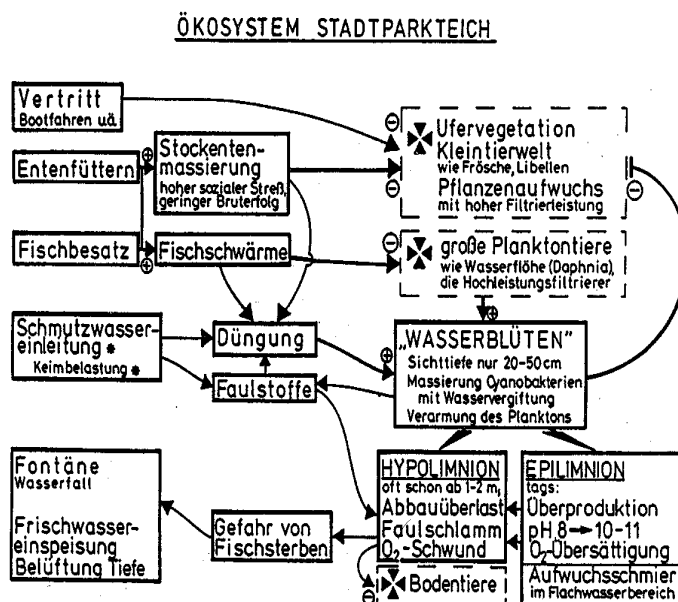 ÖKOSYSTEM STADTPARKTEICH
Vertritt
Bootfahren u.ä.
Entenfüttern
Fischbesatz
Stockenten-
massierung
hoher sozialer Streß,
geringer Bruterfolg
Fischschwärme
Ufervegetation
Kleintierwelt
wie Frösche, Libellen
Pflanzenaufwuchs
mit hoher Filtrierleistung
große Planktontiere
wie Wasserflöhe (Daphnia),
die Hochleistungsfiltrierer
Schmutzwasser-
einleitung *
Keimbelastung *
Düngung
Faulstoffe
„WASSERBLÜTEN"
Sichttiefe nur 20-50cm
Massierung Cyanobakterien
mit Wasservergiftung
Verarmung des Planktons
Fontäne
Wasserfall
Frischwasser-
einspeisung
Belüftung Tiefe
Gefahr von
Fischsterben
HYPOLIMNION
oft schon ab 1-2 m,
Abbauüberlast
Faulschlamm
O₂-Schwund
Bodentiere
EPILIMNION
tags:
Überproduktion
pH 8 → 10-11
O₂-Übersättigung
Aufwuchsschmier
im Flachwasserbereich